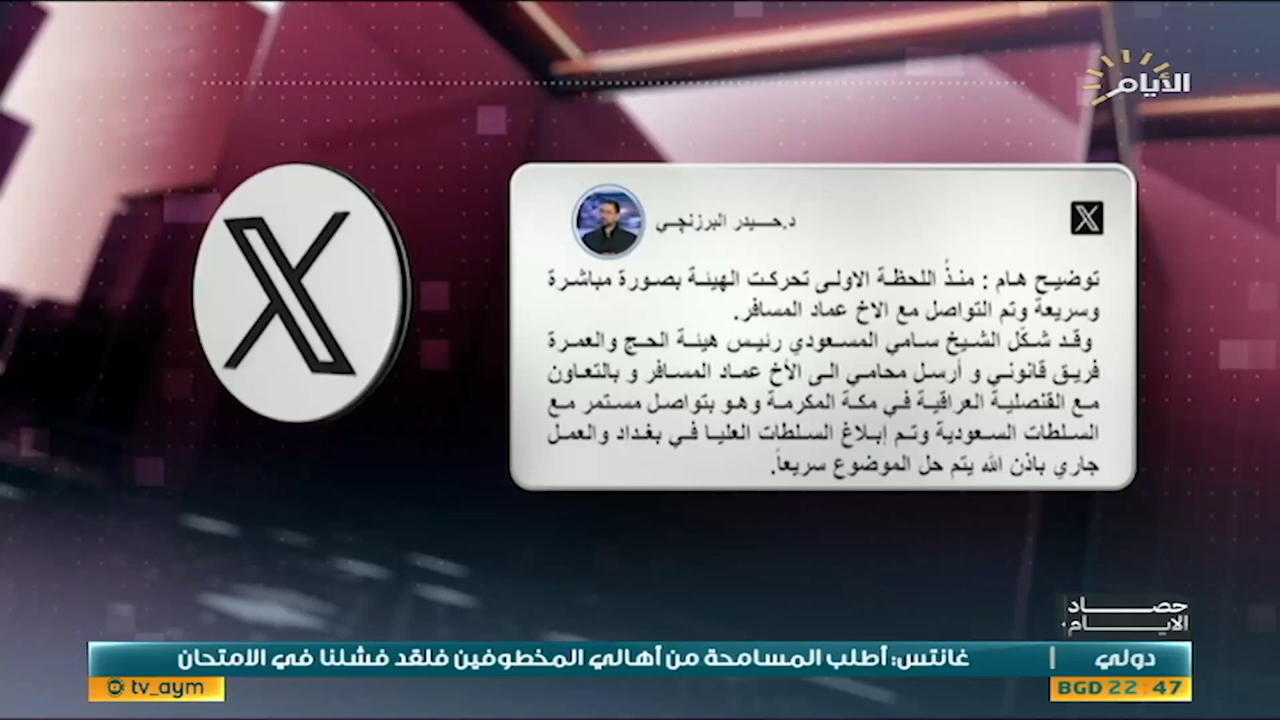 الأيام
د.حيدر البرزنچي
توضيح هام : منذُ اللحظة الاولى تحركت الهيئة بصورة مباشرة
وسريعة وتم التواصل مع الاخ عماد المسافر.
وقد شكّل الشيخ سامي المسعودي رئيس هيئة الحج والعمرة
فريق قانوني و أرسل محامي الى الأخ عماد المسافر و بالتعاون
مع القنصلية العراقية في مكة المكرمة وهو بتواصل مستمر مع
السلطات السعودية وتم إبلاغ السلطات العليا في بغداد والعمل
جاري باذن الله يتم حل الموضوع سريعاً.
حصاد
الايام
دولي | غانتس: أطلب المسامحة من أهالي المخطوفين فلقد فشلنا في الامتحان
BGD 22:47
tv_aym